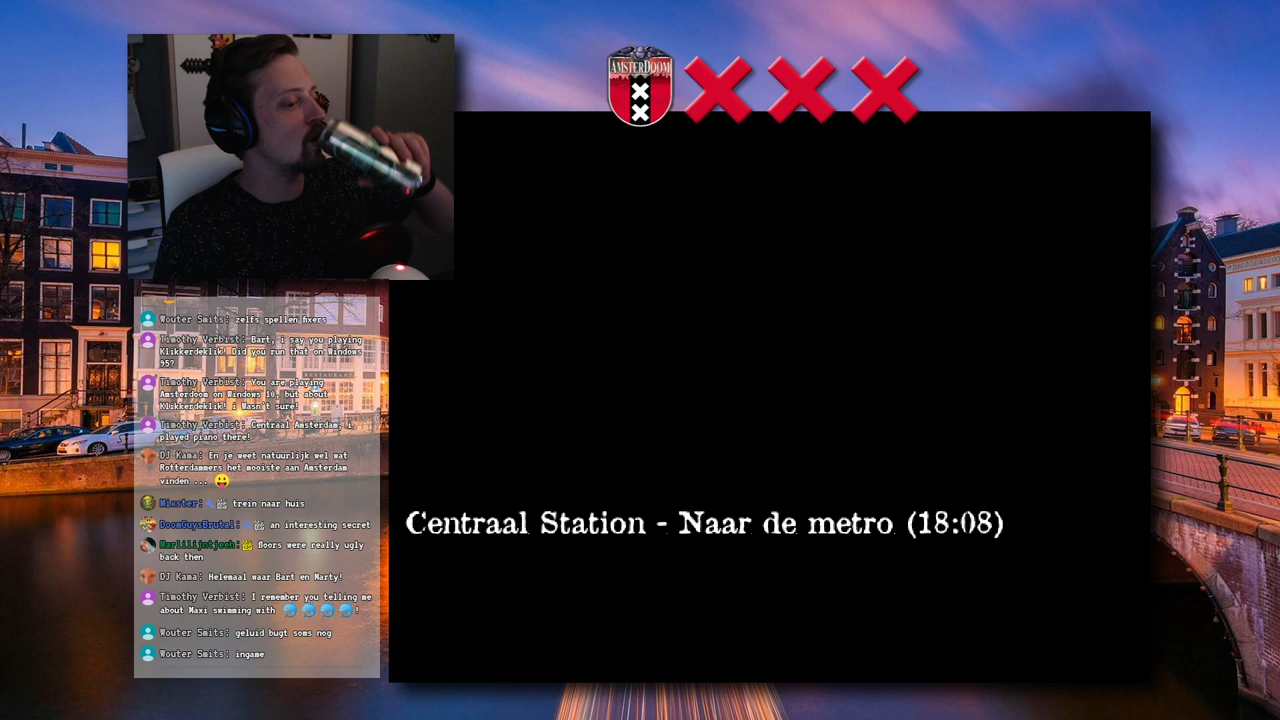 AMSTERDOOM
Wouter Smits: zelfs spellen fixers
Timothy Verbist: Bart, i say you playing
Klikkerdeklik! Did you run that on Windows
95?
Timothy Verbist: You are playing
Amsterdoom on Windows 10, but about
Klikkerdeklik! i Wasn't sure!
Timothy Verbist: Centraal Amsterdam, i
played piano there!
DJ Kama: En je weet natuurlijk wel wat
Rotterdammers het mooiste aan Amsterdam
vinden ...
Mixster: trein naar huis
DoomGuysBrutal: an interesting secret
Marlilijntjeeh: floors were really ugly
back then
DJ Kama: Helemaal waar Bart en Marty!
Timothy Verbist: I remember you telling me
about Maxi swimming with !
Wouter Smits: geluid bugt soms nog
Wouter Smits: ingame
RESTAURANT
Centraal Station - Naar de metro (18:08)